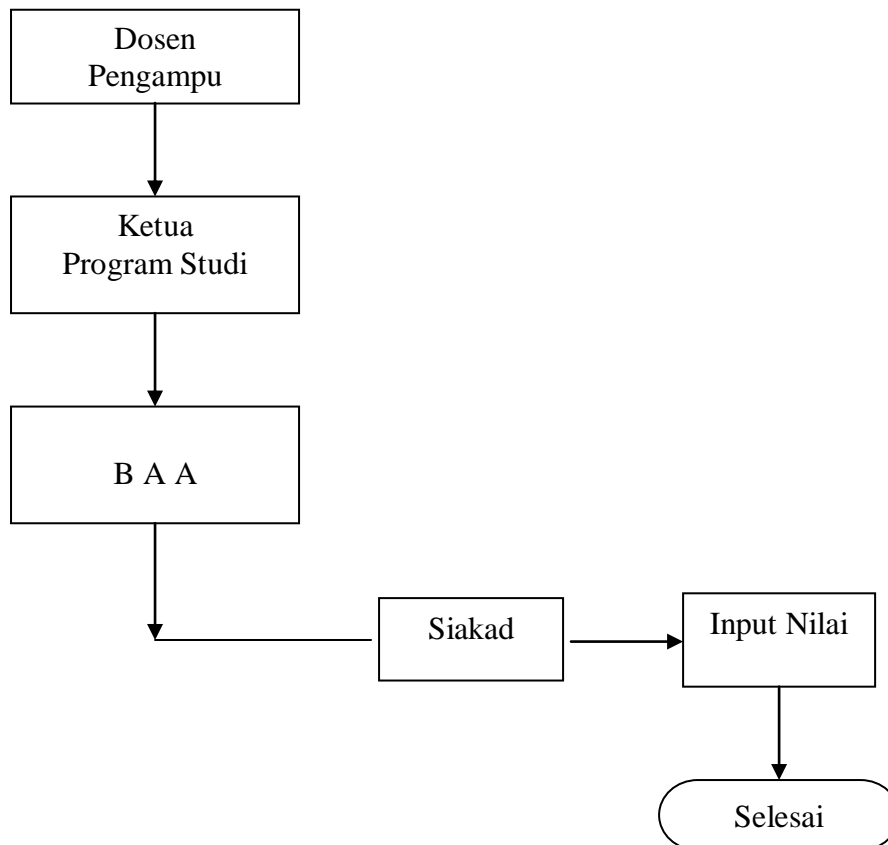 Dosen
Pengampu
Ketua
Program Studi
B A A
Siakad
Input Nilai
Selesai